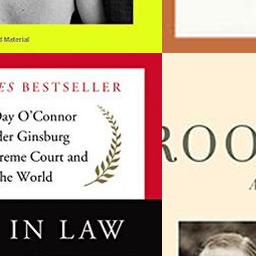 d Material
ES BESTSELLER
Day O'Connor
der Ginsburg
reme Court and
he World
IN LAW
ROO
A